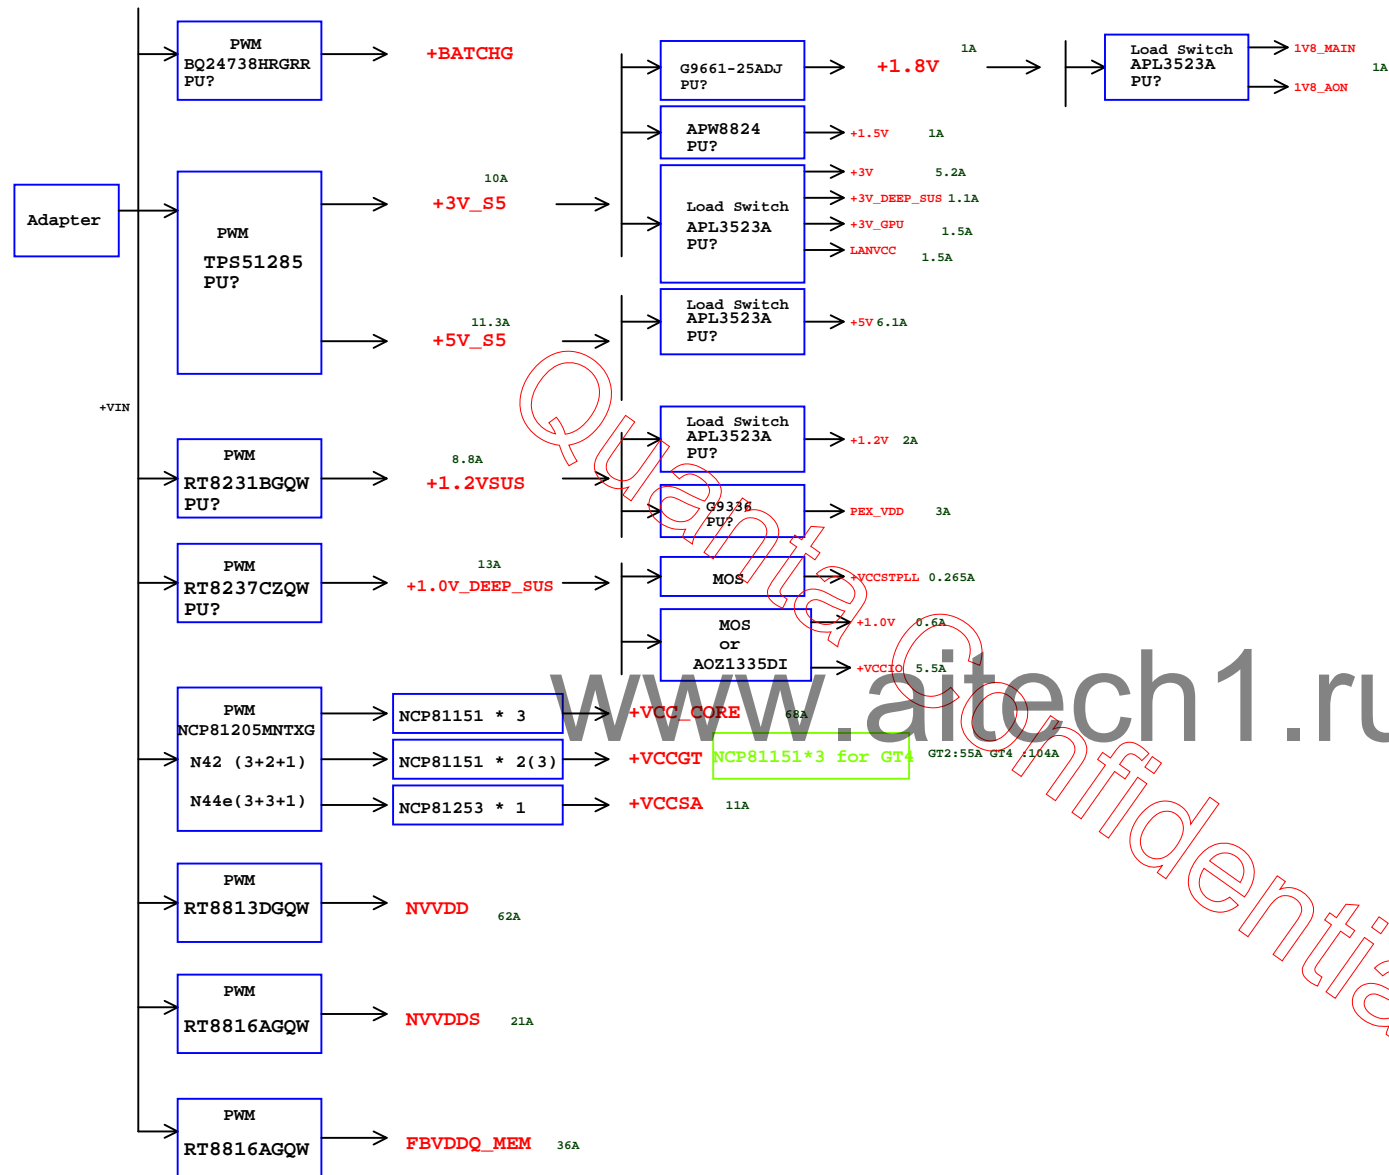 Adapter
+VIN
PWM
BQ24738HRGRR
PU?
+BATCHG
PWM
TPS51285
PU?
10A
+3V_S5
11.3A
+5V_S5
G9661-25ADJ
PU?
1A
+1.8V
Load Switch
APL3523A
PU?
1V8_MAIN
1A
1V8_AON
APW8824
PU?
+1.5V 1A
Load Switch
APL3523A
PU?
+3V 5.2A
+3V_DEEP_SUS 1.1A
+3V_GPU 1.5A
LANVCC 1.5A
Load Switch
APL3523A
PU?
+5V 6.1A
PWM
RT8231BGQW
PU?
8.8A
+1.2VSUS
Load Switch
APL3523A
PU?
+1.2V 2A
G9336
PU?
PEX_VDD 3A
PWM
RT8237CZQW
PU?
13A
+1.0V_DEEP_SUS
MOS
+VCCSTPLL 0.265A
MOS
or
AOZ1335DI
+1.0V 0.6A
+VCCIO 5.5A
PWM
NCP81205MNTXG
N42 (3+2+1)
N44e(3+3+1)
NCP81151 * 3
+VCC_CORE 68A
NCP81151 * 2(3)
+VCCGT
NCP81151*3 for GT4
GT2:55A GT4 :104A
NCP81253 * 1
+VCCSA 11A
PWM
RT8813DGQW
NVVDD 62A
PWM
RT8816AGQW
NVVDDS 21A
PWM
RT8816AGQW
FBVDDQ_MEM 36A
Quanta Confidentia
www.aitech1.ru